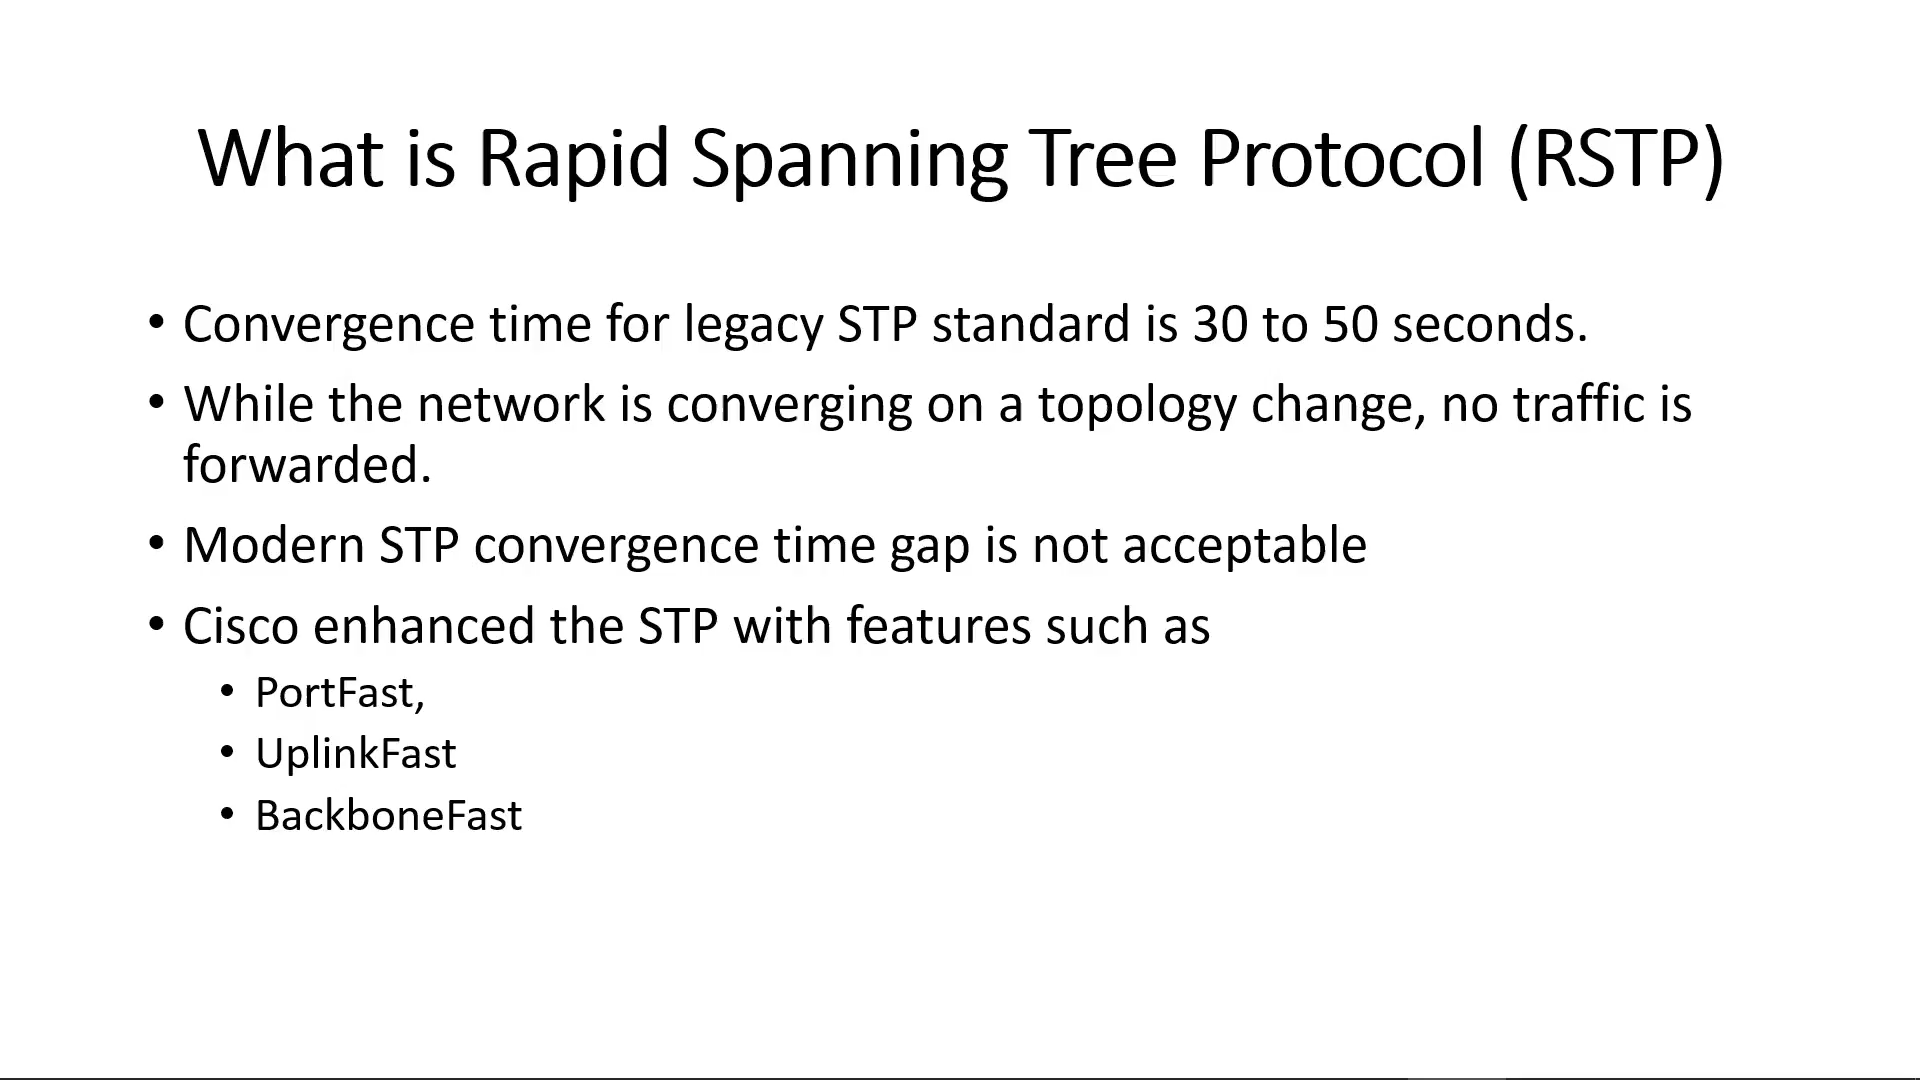 What is Rapid Spanning Tree Protocol (RSTP)
• Convergence time for legacy STP standard is 30 to 50 seconds.
• While the network is converging on a topology change, no traffic is
forwarded.
• Modern STP convergence time gap is not acceptable
• Cisco enhanced the STP with features such as
• PortFast,
• UplinkFast
• BackboneFast